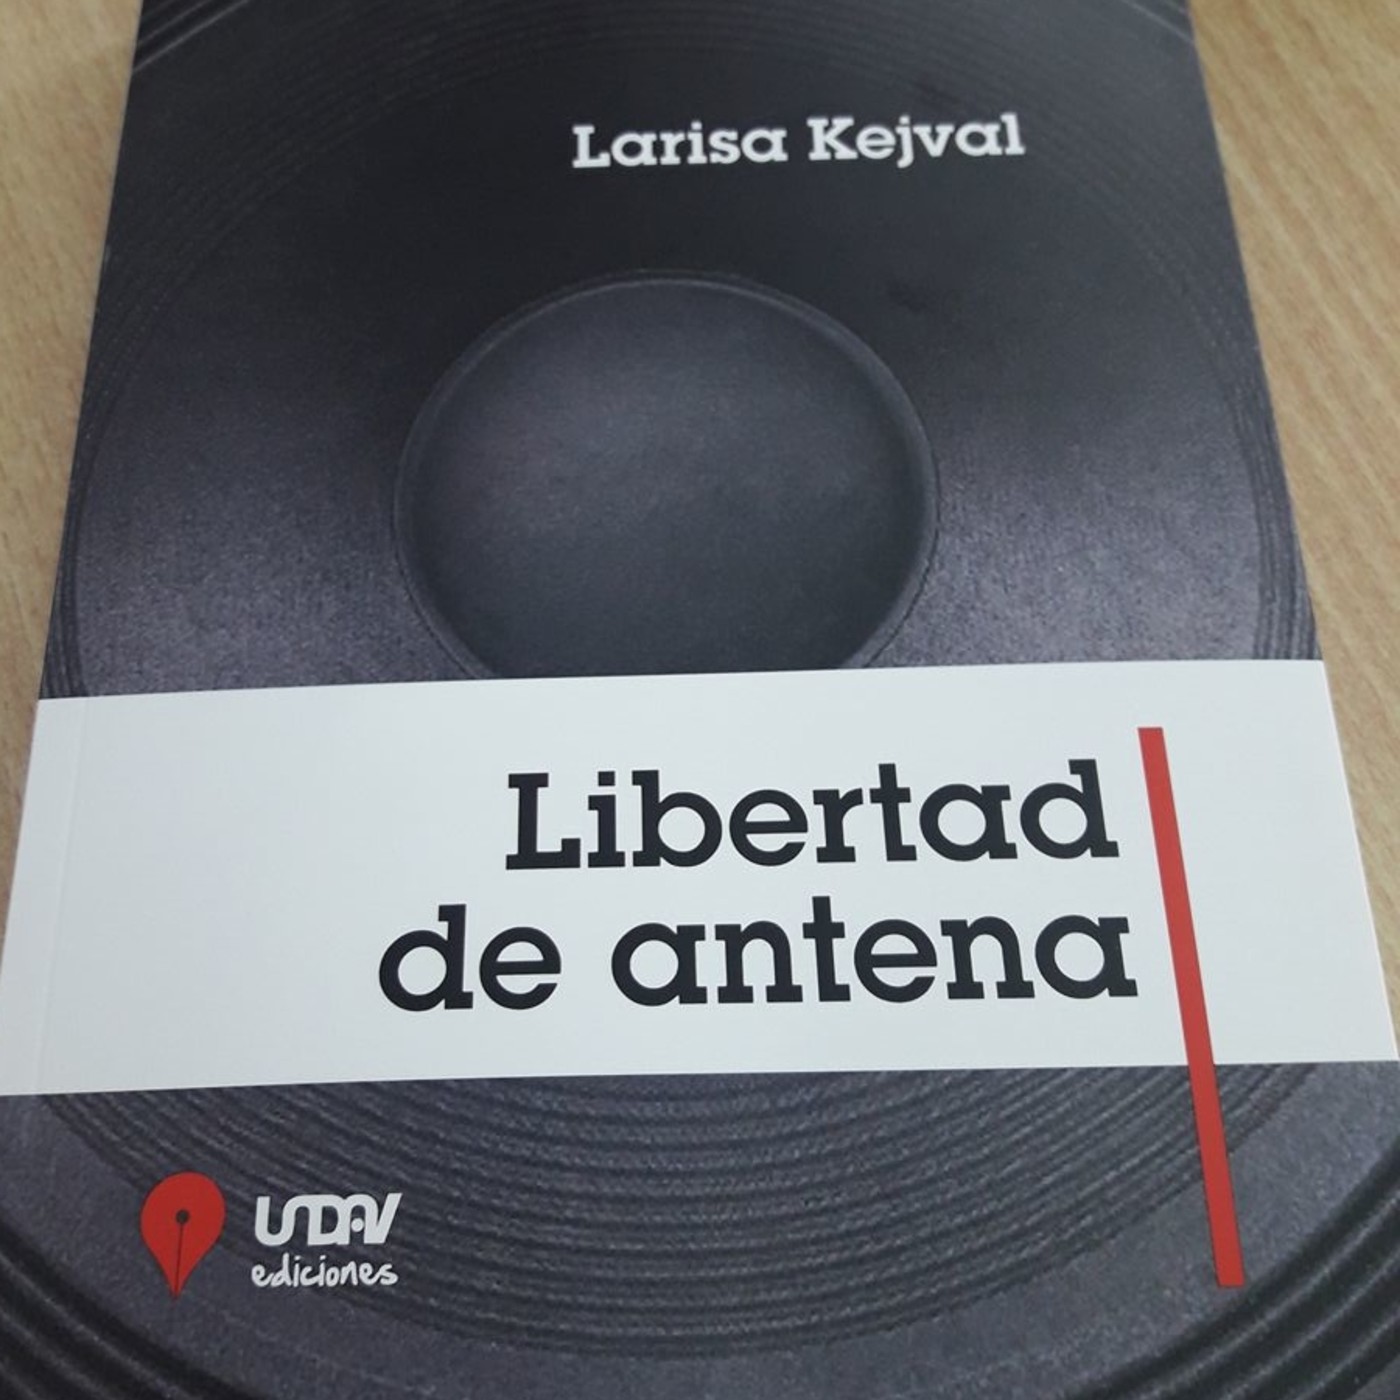 Larisa Kejval
Libertad
de antena
UNDAV
ediciones